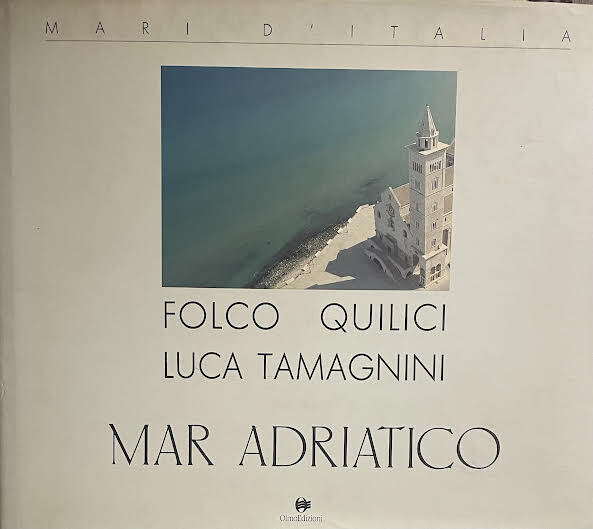 MARI D'ITALIA
FOLCO QUILICI
LUCA TAMAGNINI
MAR ADRIATICO
OlmoEdizioni